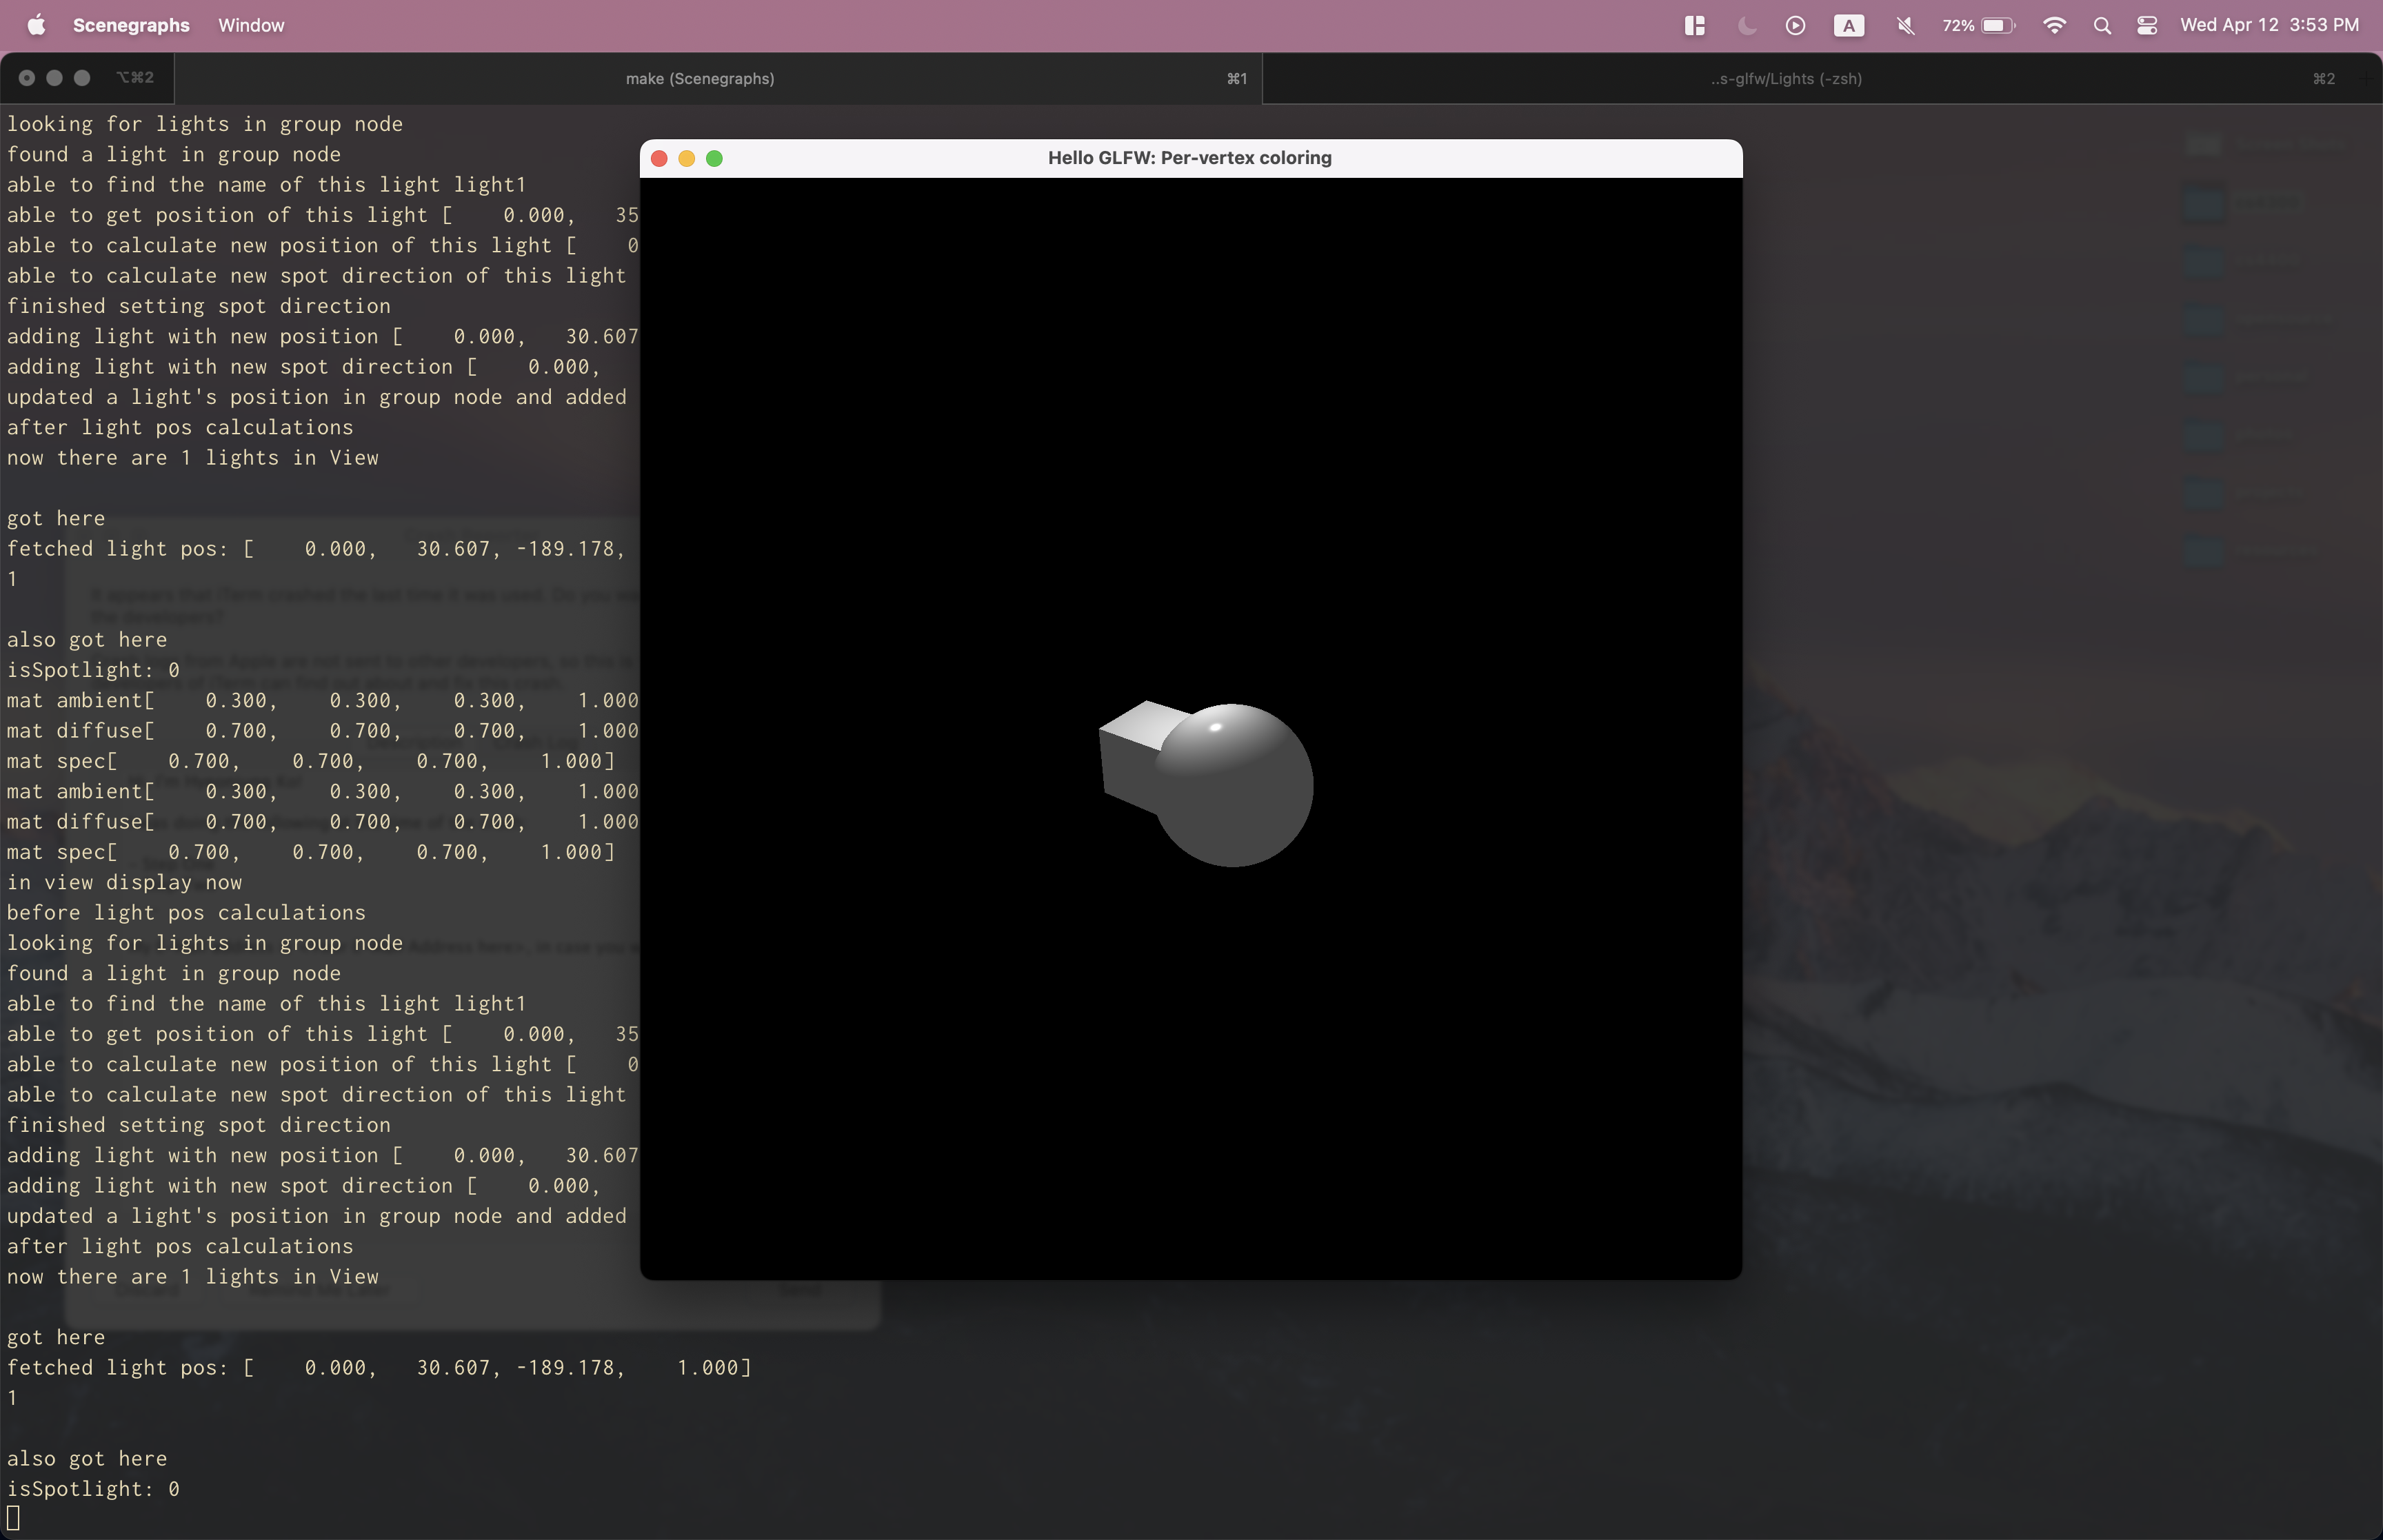 Scenegraphs Window A 72% Wed Apr 12 3:53 PM
⌥⌘2 make (Scenegraphs) ⌘1 ..s-glfw/Lights (-zsh) ⌘2
looking for lights in group node
found a light in group node
able to find the name of this light light1
able to get position of this light [    0.000,   35
able to calculate new position of this light [    0
able to calculate new spot direction of this light
finished setting spot direction
adding light with new position [    0.000,   30.607
adding light with new spot direction [    0.000,
updated a light's position in group node and added
after light pos calculations
now there are 1 lights in View
got here
fetched light pos: [    0.000,   30.607, -189.178,
1
also got here
isSpotlight: 0
mat ambient[    0.300,    0.300,    0.300,    1.000
mat diffuse[    0.700,    0.700,    0.700,    1.000
mat spec[    0.700,    0.700,    0.700,    1.000]
mat ambient[    0.300,    0.300,    0.300,    1.000
mat diffuse[    0.700,    0.700,    0.700,    1.000
mat spec[    0.700,    0.700,    0.700,    1.000]
in view display now
before light pos calculations
looking for lights in group node
found a light in group node
able to find the name of this light light1
able to get position of this light [    0.000,   35
able to calculate new position of this light [    0
able to calculate new spot direction of this light
finished setting spot direction
adding light with new position [    0.000,   30.607
adding light with new spot direction [    0.000,
updated a light's position in group node and added
after light pos calculations
now there are 1 lights in View
got here
fetched light pos: [    0.000,   30.607, -189.178,    1.000]
1
also got here
isSpotlight: 0
Hello GLFW: Per-vertex coloring
It appears that iTerm crashed the last time it was used. Do you
the developers?